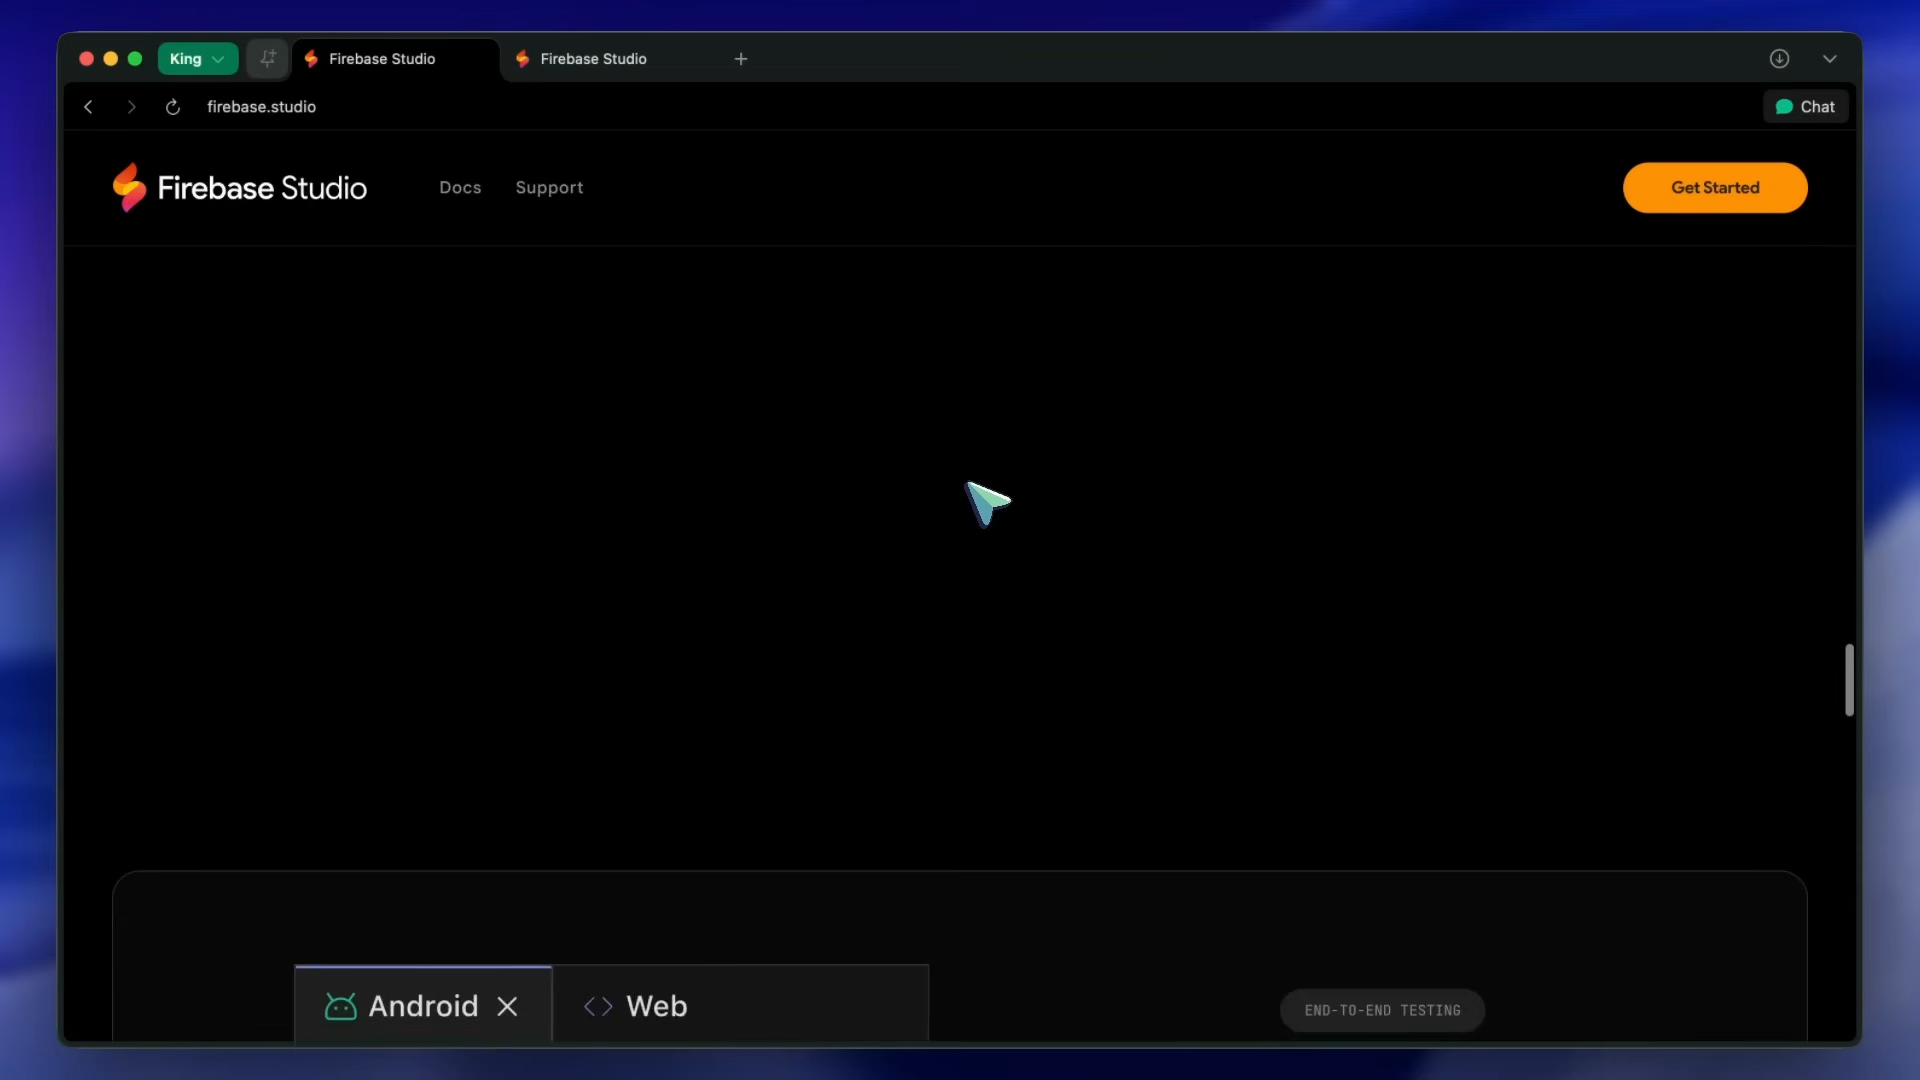 King
Firebase Studio
Firebase Studio
firebase.studio
Chat
Firebase Studio
Docs
Support
Get Started
Android
Web
END-TO-END TESTING